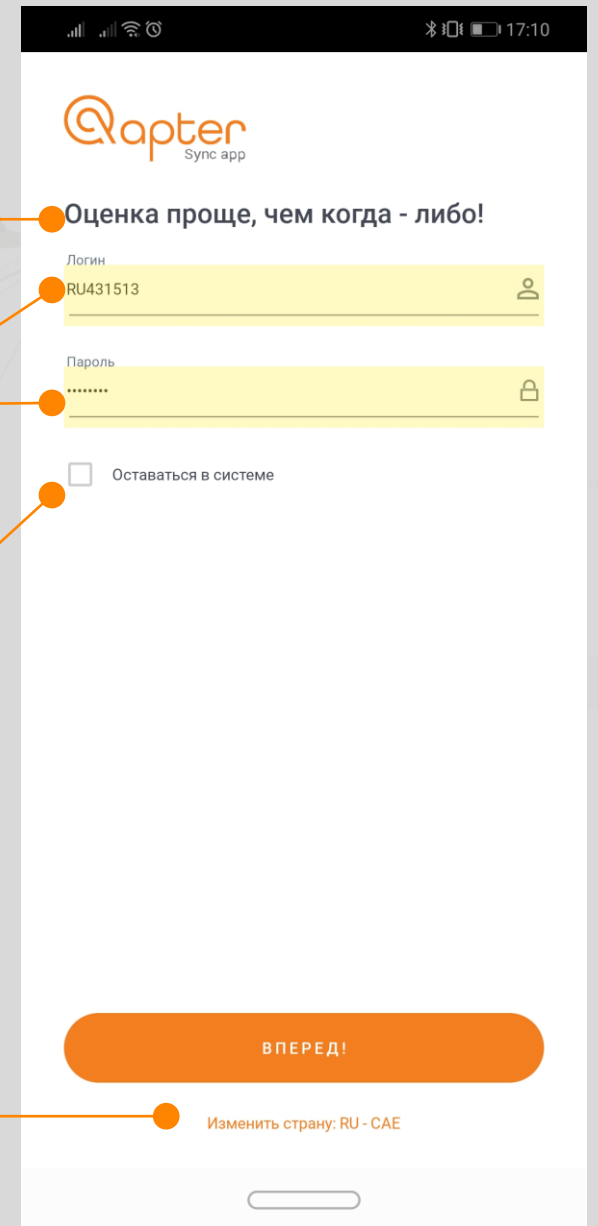 17:10
Qapter
Sync app
Оценка проще, чем когда - либо!
Логин
RU431513
Пароль
••••••••
Оставаться в системе
ВПЕРЕД!
Изменить страну: RU - CAE